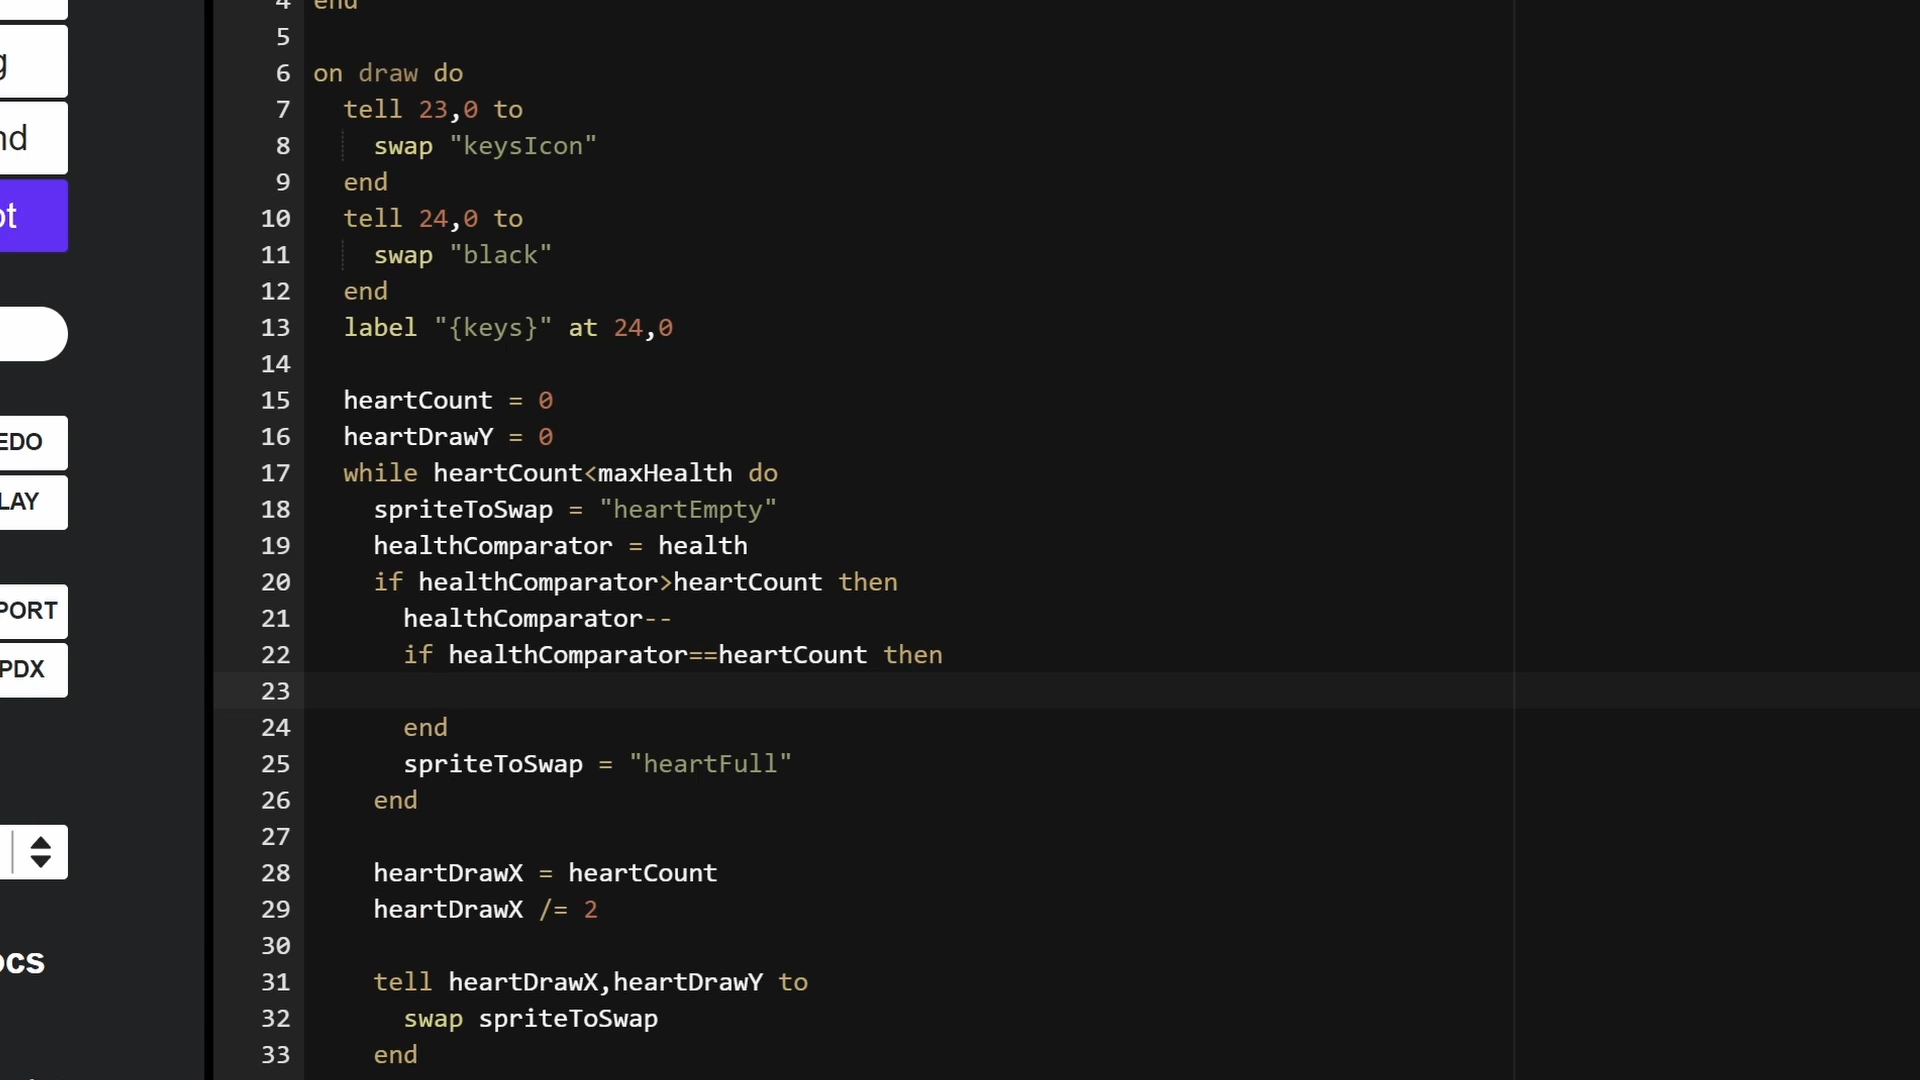 4 end
g
5
6 on draw do
7 tell 23,0 to
nd
8 swap "keysIcon"
9 end
ot
10 tell 24,0 to
11 swap "black"
12 end
13 label "{keys}" at 24,0
14
15 heartCount = 0
EDO
16 heartDrawY = 0
17 while heartCount<maxHealth do
LAY
18 spriteToSwap = "heartEmpty"
19 healthComparator = health
20 if healthComparator>heartCount then
PORT
21 healthComparator--
22 if healthComparator==heartCount then
PDX
23
24 end
25 spriteToSwap = "heartFull"
26 end
27
28 heartDrawX = heartCount
29 heartDrawX /= 2
30
ocs
31 tell heartDrawX,heartDrawY to
32 swap spriteToSwap
33 end